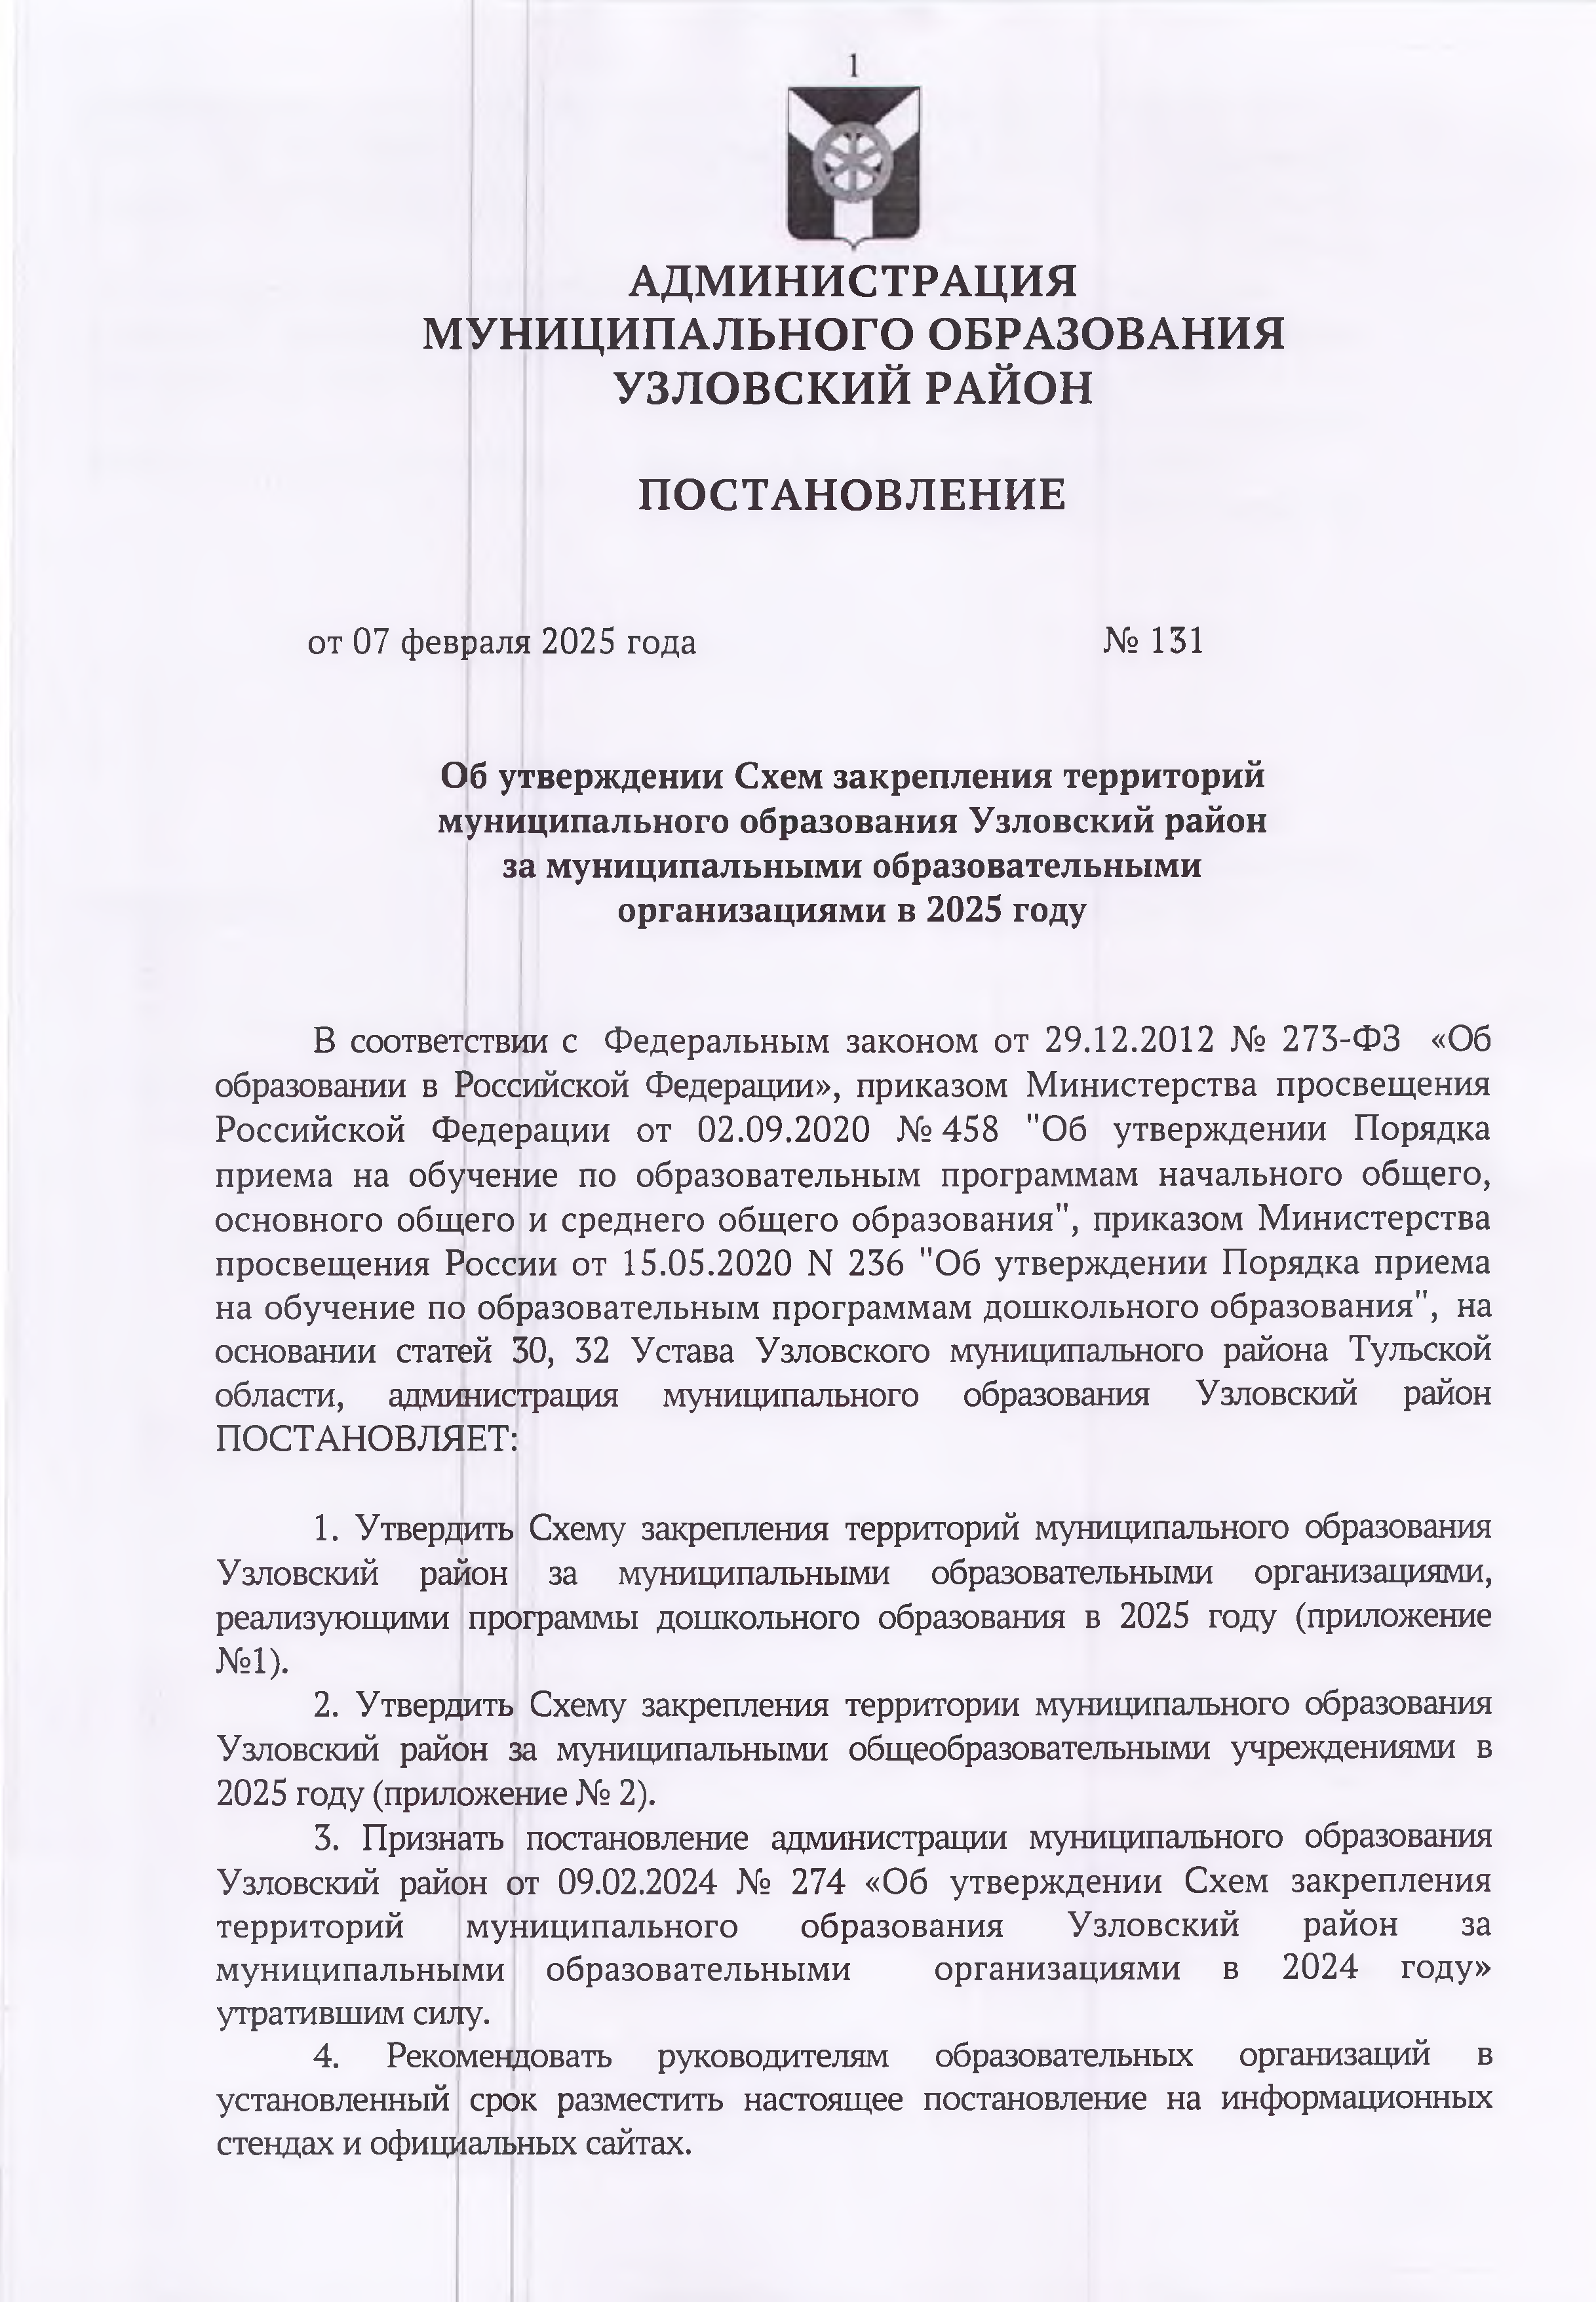 1
АДМИНИСТРАЦИЯ
МУНИЦИПАЛЬНОГО ОБРАЗОВАНИЯ
УЗЛОВСКИЙ РАЙОН
ПОСТАНОВЛЕНИЕ
от 07 февраля 2025 года № 131
Об утверждении Схем закрепления территорий
муниципального образования Узловский район
за муниципальными образовательными
организациями в 2025 году
В соответствии с Федеральным законом от 29.12.2012 № 273-ФЗ «Об
образовании в Российской Федерации», приказом Министерства просвещения
Российской Федерации от 02.09.2020 № 458 "Об утверждении Порядка
приема на обучение по образовательным программам начального общего,
основного общего и среднего общего образования", приказом Министерства
просвещения России от 15.05.2020 N 236 "Об утверждении Порядка приема
на обучение по образовательным программам дошкольного образования", на
основании статей 30, 32 Устава Узловского муниципального района Тульской
области, администрация муниципального образования Узловский район
ПОСТАНОВЛЯЕТ:
1. Утвердить Схему закрепления территорий муниципального образования
Узловский район за муниципальными образовательными организациями,
реализующими программы дошкольного образования в 2025 году (приложение
№1).
2. Утвердить Схему закрепления территории муниципального образования
Узловский район за муниципальными общеобразовательными учреждениями в
2025 году (приложение № 2).
3. Признать постановление администрации муниципального образования
Узловский район от 09.02.2024 № 274 «Об утверждении Схем закрепления
территорий муниципального образования Узловский район за
муниципальными образовательными организациями в 2024 году»
утратившим силу.
4. Рекомендовать руководителям образовательных организаций в
установленный срок разместить настоящее постановление на информационных
стендах и официальных сайтах.